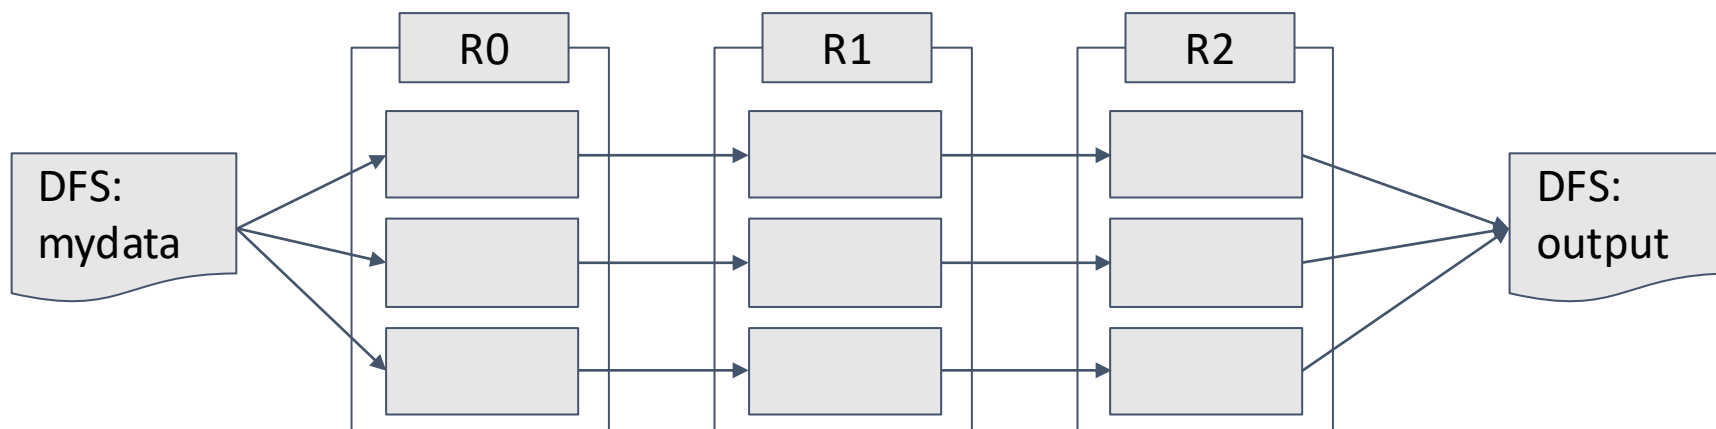 R0
R1
R2
DFS:
mydata
DFS:
output